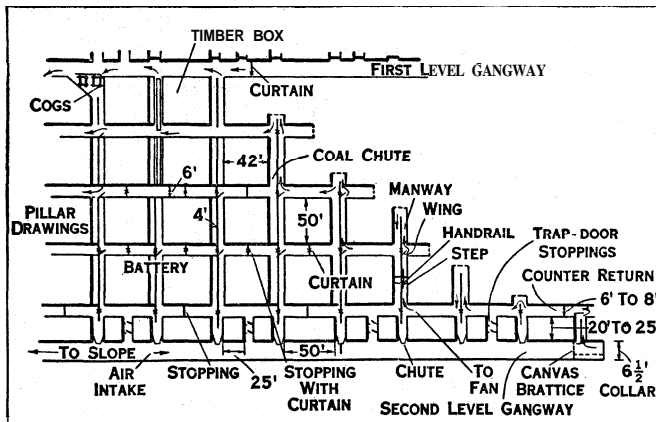 TIMBER BOX
FIRST LEVEL GANGWAY
COGS
CURTAIN
42'
COAL CHUTE
6'
MANWAY
WING
PILLAR
DRAWINGS
4'
50'
HANDRAIL
STEP
TRAP-DOOR
STOPPINGS
BATTERY
CURTAIN
COUNTER RETURN
6' TO 8'
20' TO 25'
TO SLOPE
AIR
INTAKE
STOPPING
25'
50'
STOPPING
WITH
CURTAIN
CHUTE
TO
FAN
CANVAS
BRATTICE
6 1/2'
COLLAR
SECOND LEVEL GANGWAY